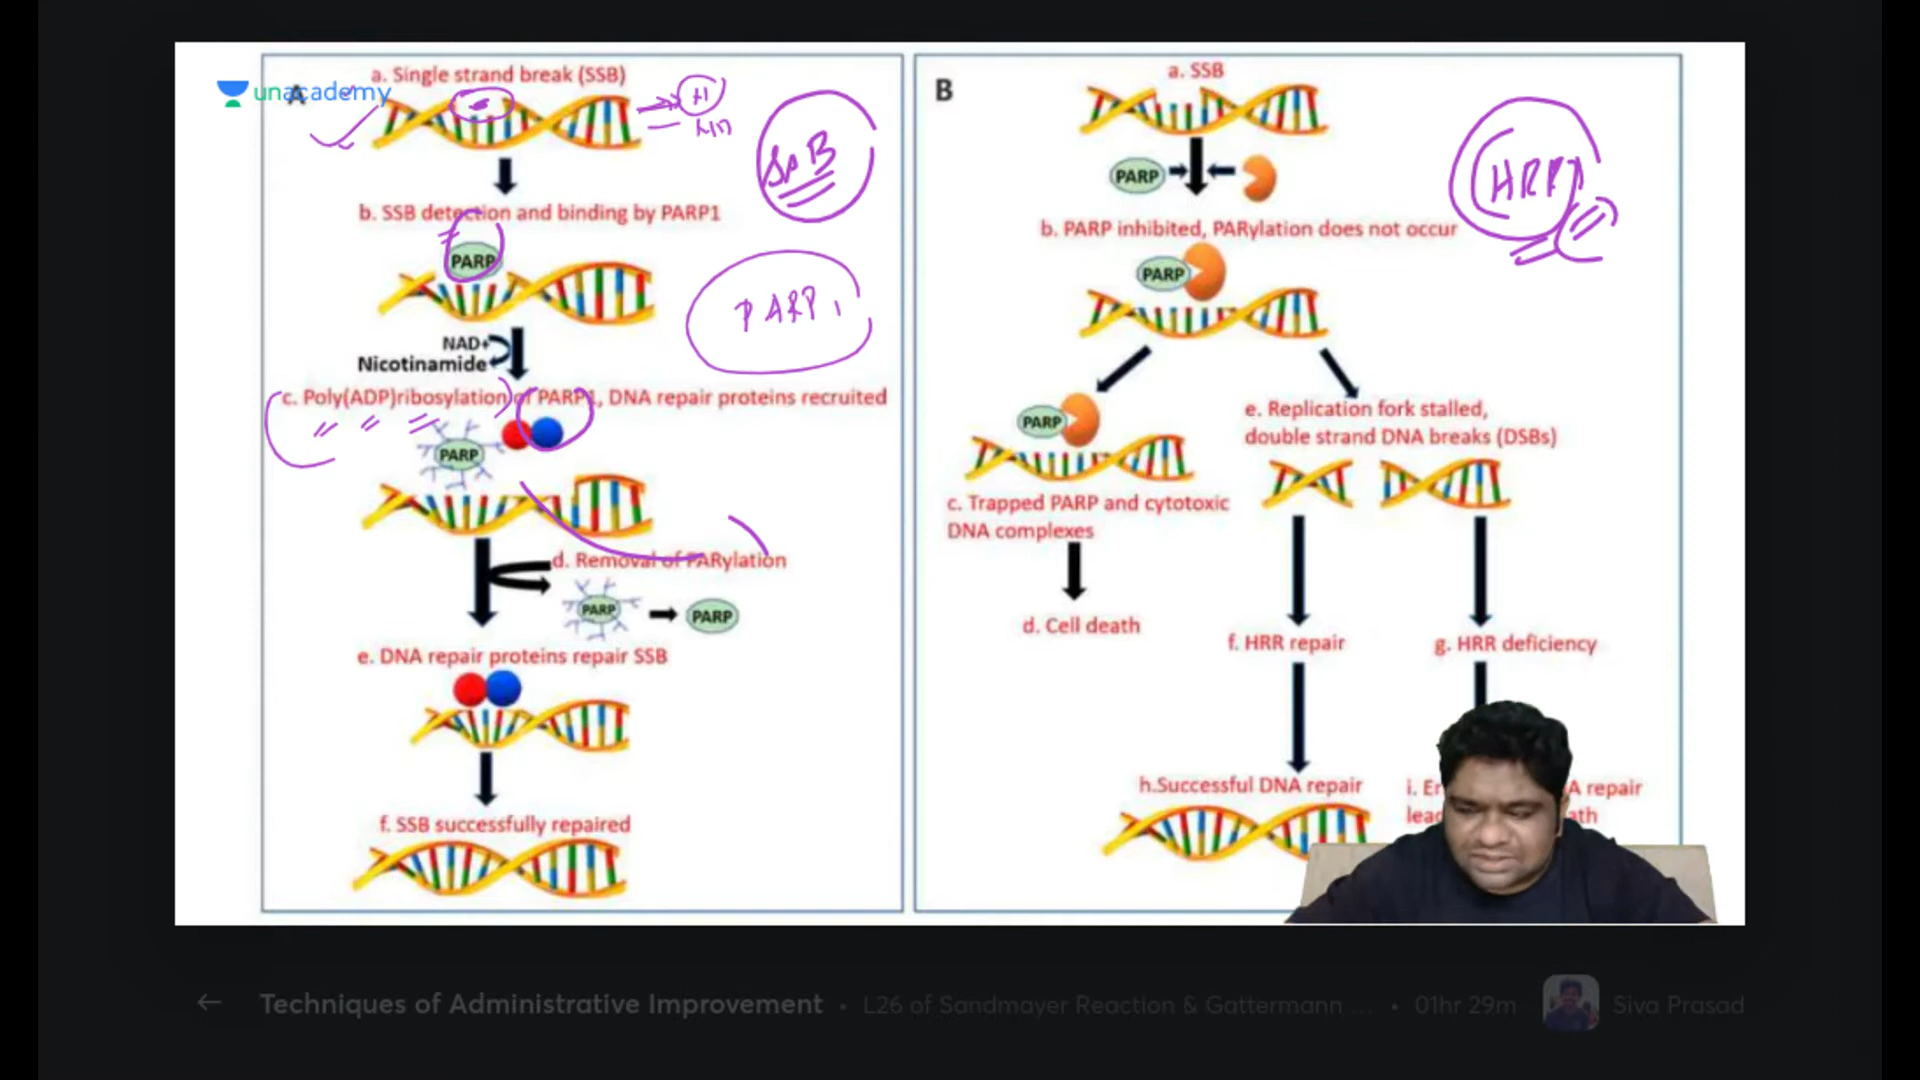 unacademy
A
a. Single strand break (SSB)
SSB
b. SSB detection and binding by PARP1
PARP
PARP1
NAD+
Nicotinamide
c. Poly(ADP)ribosylation of PARP1, DNA repair proteins recruited
PARP
d. Removal of PARylation
PARP
PARP
e. DNA repair proteins repair SSB
f. SSB successfully repaired
B
a. SSB
PARP
HRR
b. PARP inhibited, PARylation does not occur
PARP
PARP
c. Trapped PARP and cytotoxic
DNA complexes
d. Cell death
e. Replication fork stalled,
double strand DNA breaks (DSBs)
f. HRR repair
g. HRR deficiency
h.Successful DNA repair
i. Er A repair
lea ath
← Techniques of Administrative Improvement • L26 of Sandmayer Reaction & Gattermann ... • 01hr 29m Siva Prasad